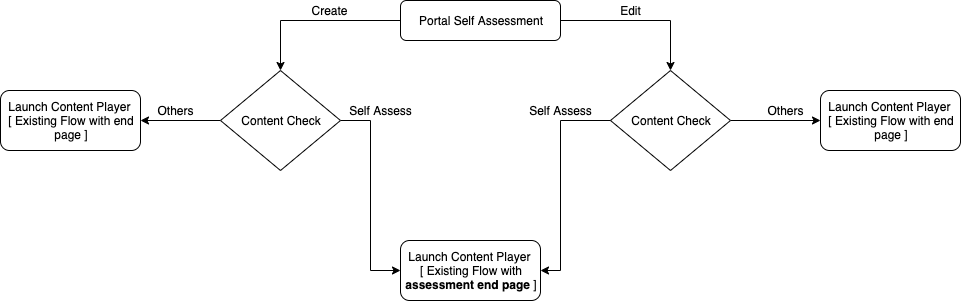 Create
Portal Self Assessment
Edit
Launch Content Player
[ Existing Flow with end
page ]
Others
Content Check
Self Assess
Self Assess
Content Check
Others
Launch Content Player
[ Existing Flow with end
page ]
Launch Content Player
[ Existing Flow with
assessment end page ]